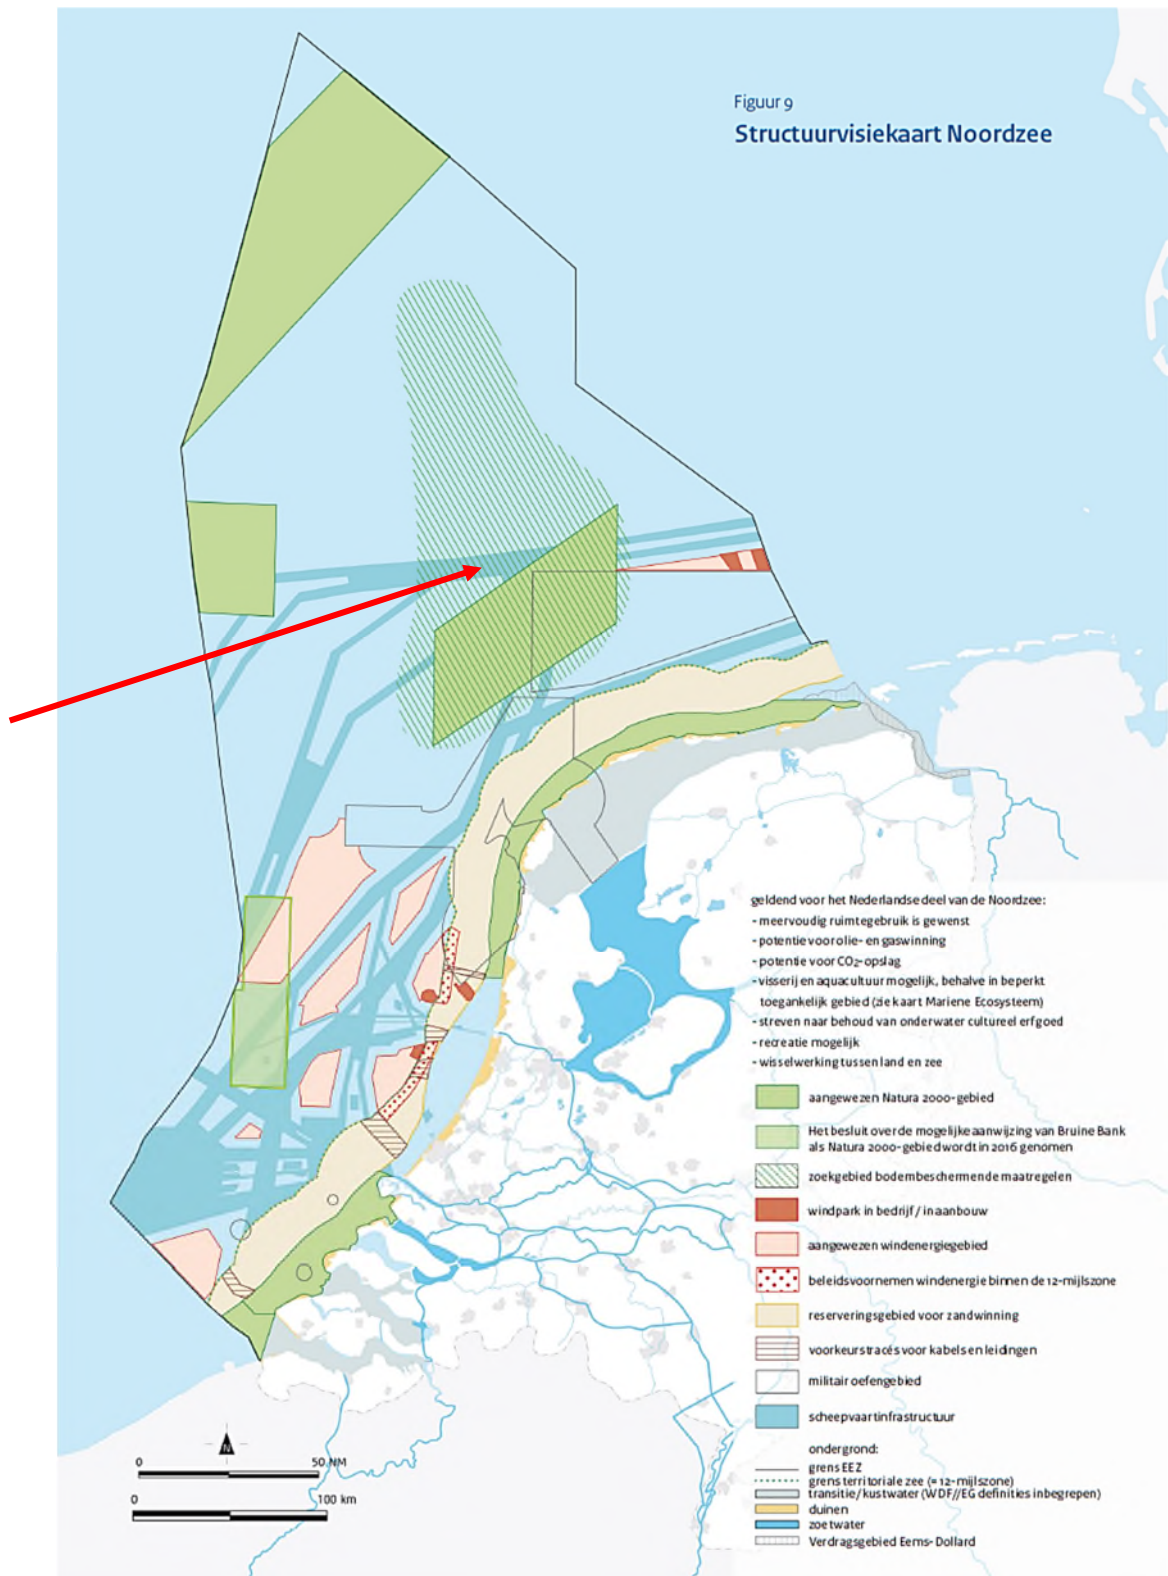 Figuur 9
Structuurvisiekaart Noordzee
geldend voor het Nederlandse deel van de Noordzee:
- meervoudig ruimtegebruik is gewenst
- potentie voor olie- en gaswinning
- potentie voor CO2-opslag
- visserij en aquacultuur mogelijk, behalve in beperkt
toegankelijk gebied (zie kaart Mariene Ecosysteem)
- streven naar behoud van onderwater cultureel erfgoed
- recreatie mogelijk
- wisselwerking tussen land en zee
aangewezen Natura 2000-gebied
Het besluit over de mogelijke aanwijzing van Bruine Bank
als Natura 2000-gebied wordt in 2016 genomen
zoekgebied bodembeschermende maatregelen
windpark in bedrijf / in aanbouw
aangewezen windenergiegebied
beleidsvoornemen windenergie binnen de 12-mijlszone
reserveringsgebied voor zandwinning
voorkeurstracés voor kabels en leidingen
militair oefengebied
scheepvaartinfrastructuur
ondergrond:
grens EEZ
grens territoriale zee (= 12-mijlszone)
transitie/kustwater (WDF//EG definities inbegrepen)
duinen
zoetwater
Verdragsgebied Eems-Dollard
N
0 50 NM
0 100 km